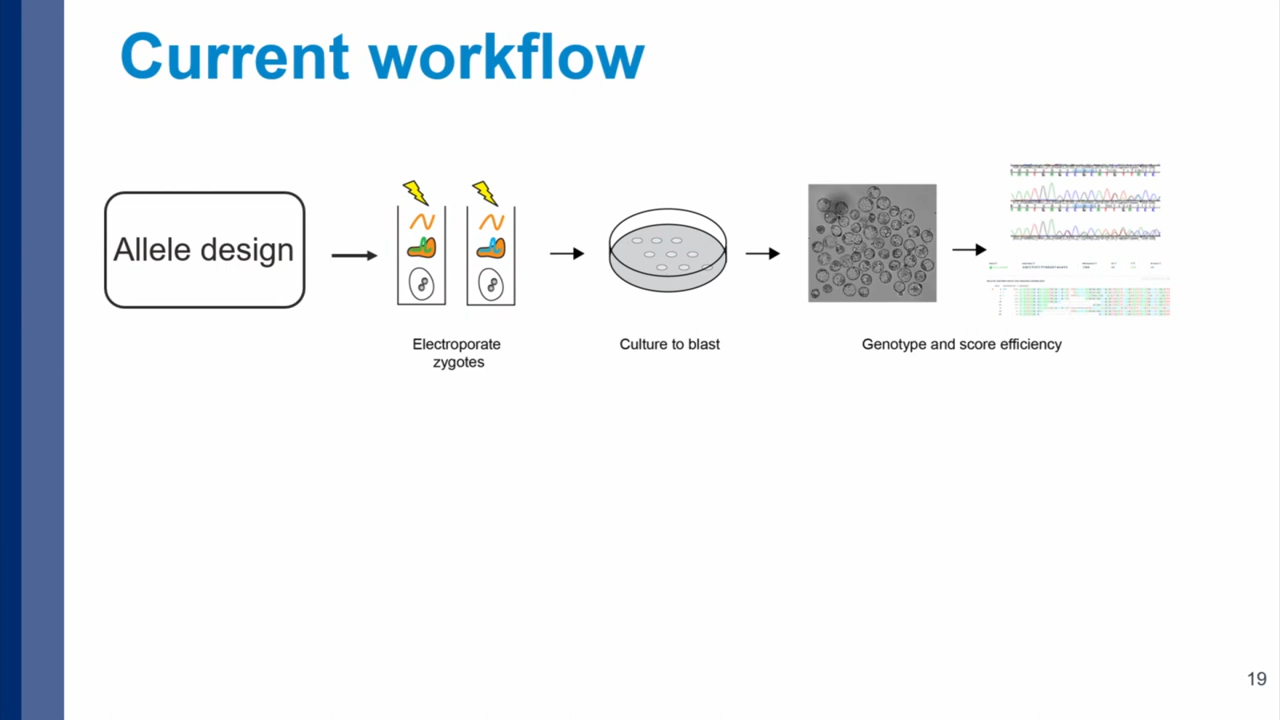 Current workflow
Allele design
Electroporate
zygotes
Culture to blast
Genotype and score efficiency
19